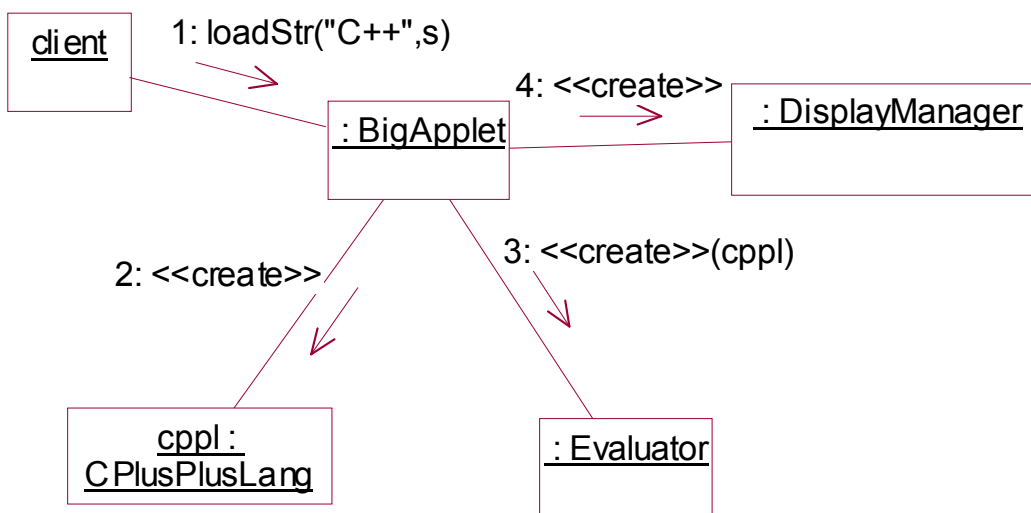 client
1: loadStr("C++",s)
4: <<create>>
: DisplayManager
: BigApplet
2: <<create>>
3: <<create>>(cppl)
cppl :
CPlusPlusLang
: Evaluator